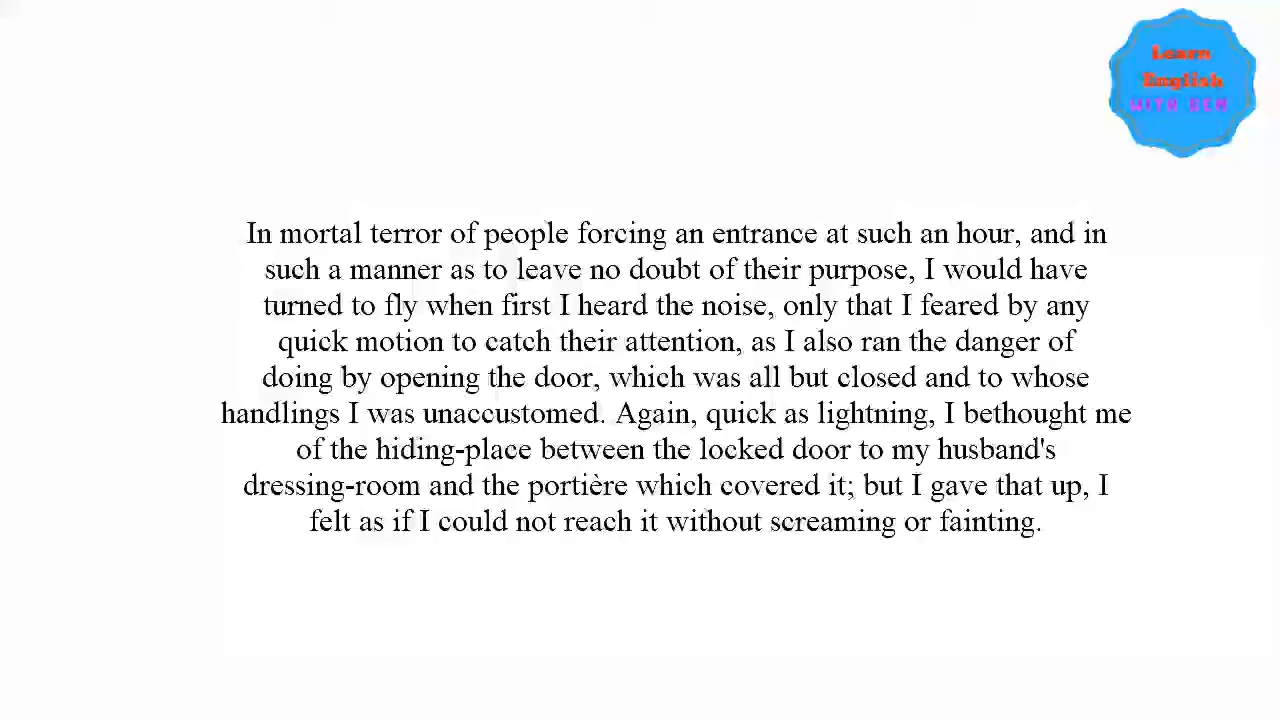 Learn
English
WITH BEN
In mortal terror of people forcing an entrance at such an hour, and in
such a manner as to leave no doubt of their purpose, I would have
turned to fly when first I heard the noise, only that I feared by any
quick motion to catch their attention, as I also ran the danger of
doing by opening the door, which was all but closed and to whose
handlings I was unaccustomed. Again, quick as lightning, I bethought me
of the hiding-place between the locked door to my husband's
dressing-room and the portière which covered it; but I gave that up, I
felt as if I could not reach it without screaming or fainting.